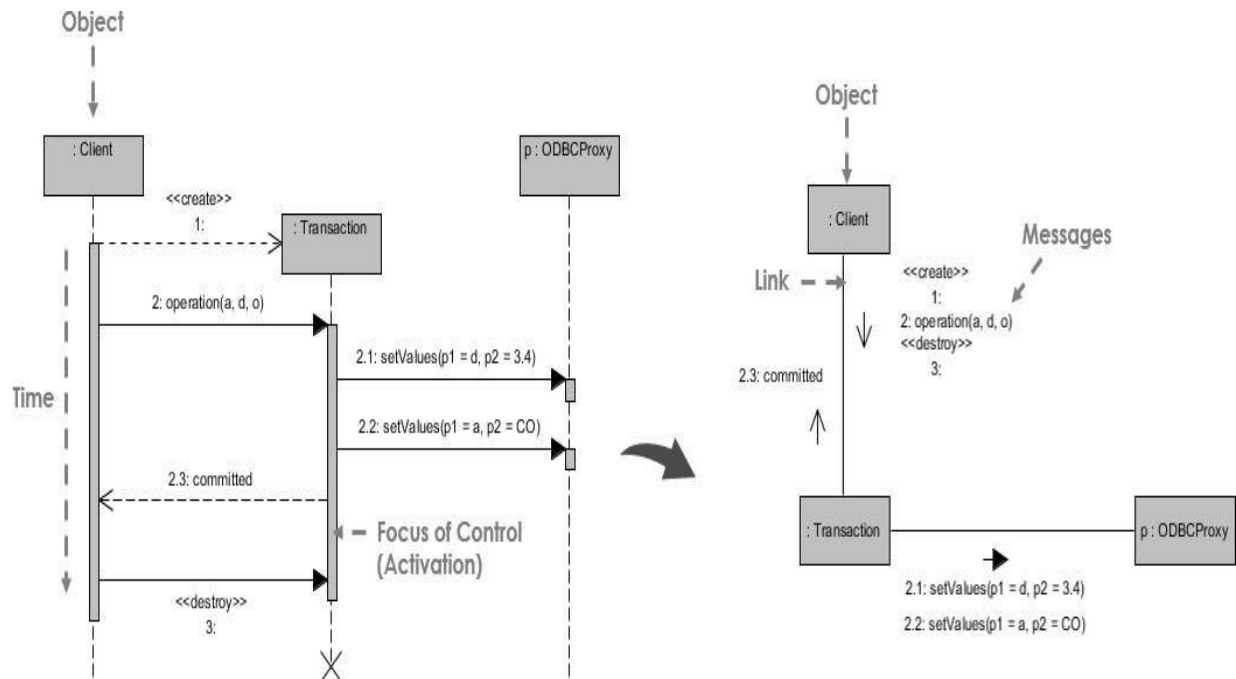 Object
: Client
p : ODBCProxy
<<create>>
1:
: Transaction
2: operation(a, d, o)
2.1: setValues(p1 = d, p2 = 3.4)
Time
2.2: setValues(p1 = a, p2 = CO)
2.3: committed
Focus of Control
(Activation)
<<destroy>>
3:
Object
: Client
Messages
Link
<<create>>
1:
2: operation(a, d, o)
<<destroy>>
3:
2.3: committed
: Transaction
p : ODBCProxy
2.1: setValues(p1 = d, p2 = 3.4)
2.2: setValues(p1 = a, p2 = CO)